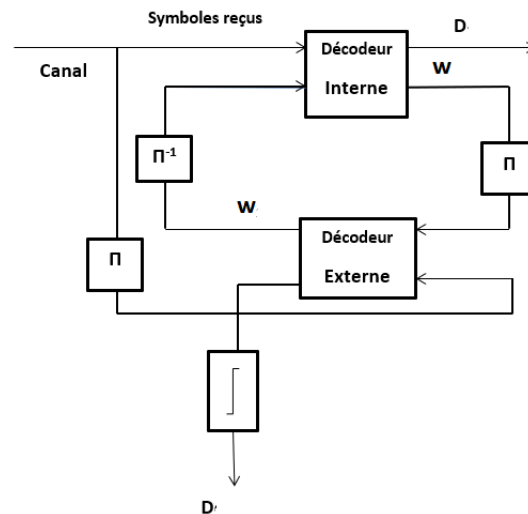 Symboles reçus
D
Canal
Décodeur
Interne
W
Π⁻¹
Π
W
Décodeur
Externe
Π
D